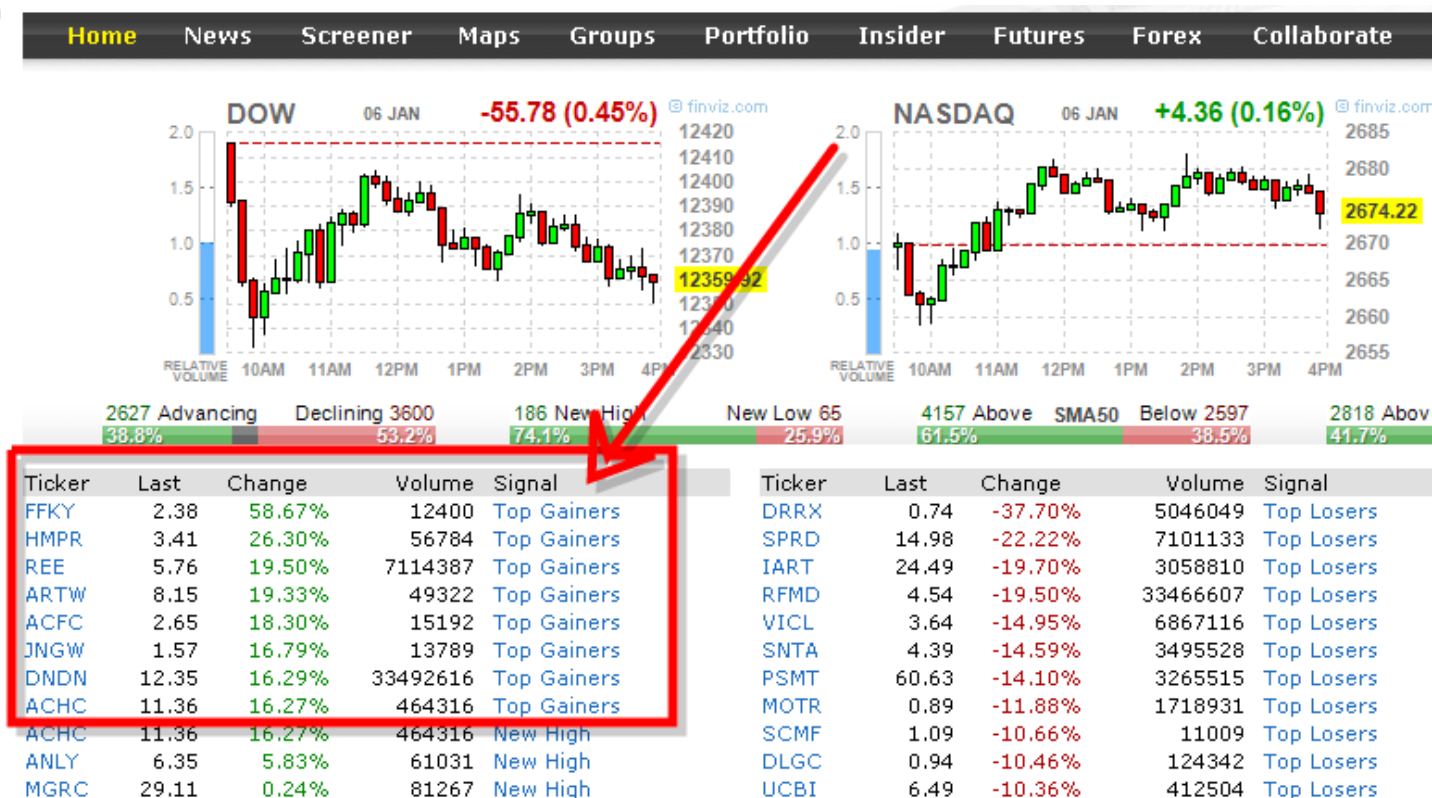 Home News Screener Maps Groups Portfolio Insider Futures Forex Collaborate
DOW 06 JAN -55.78 (0.45%) © finviz.com
2.0
1.5
1.0
0.5
12420
12410
12400
12390
12380
12370
12359.92
12350
12340
12330
RELATIVE
VOLUME
10AM 11AM 12PM 1PM 2PM 3PM 4PM
NASDAQ 06 JAN +4.36 (0.16%) © finviz.com
2.0
1.5
1.0
0.5
2685
2680
2674.22
2670
2665
2660
2655
RELATIVE
VOLUME
10AM 11AM 12PM 1PM 2PM 3PM 4PM
2627 Advancing Declining 3600 186 New High New Low 65 4157 Above SMA50 Below 2597 2818 Abov
38.8% 53.2% 74.1% 25.9% 61.5% 38.5% 41.7%
Ticker Last Change Volume Signal
FFKY 2.38 58.67% 12400 Top Gainers
HMPR 3.41 26.30% 56784 Top Gainers
REE 5.76 19.50% 7114387 Top Gainers
ARTW 8.15 19.33% 49322 Top Gainers
ACFC 2.65 18.30% 15192 Top Gainers
JNGW 1.57 16.79% 13789 Top Gainers
DNDN 12.35 16.29% 33492616 Top Gainers
ACHC 11.36 16.27% 464316 Top Gainers
ACHC 11.36 16.27% 464316 New High
ANLY 6.35 5.83% 61031 New High
MGRC 29.11 0.24% 81267 New High
Ticker Last Change Volume Signal
DRRX 0.74 -37.70% 5046049 Top Losers
SPRD 14.98 -22.22% 7101133 Top Losers
IART 24.49 -19.70% 3058810 Top Losers
RFMD 4.54 -19.50% 33466607 Top Losers
VICL 3.64 -14.95% 6867116 Top Losers
SNTA 4.39 -14.59% 3495528 Top Losers
PSMT 60.63 -14.10% 3265515 Top Losers
MOTR 0.89 -11.88% 1718931 Top Losers
SCMF 1.09 -10.66% 11009 Top Losers
DLGC 0.94 -10.46% 124342 Top Losers
UCBI 6.49 -10.36% 412504 Top Losers